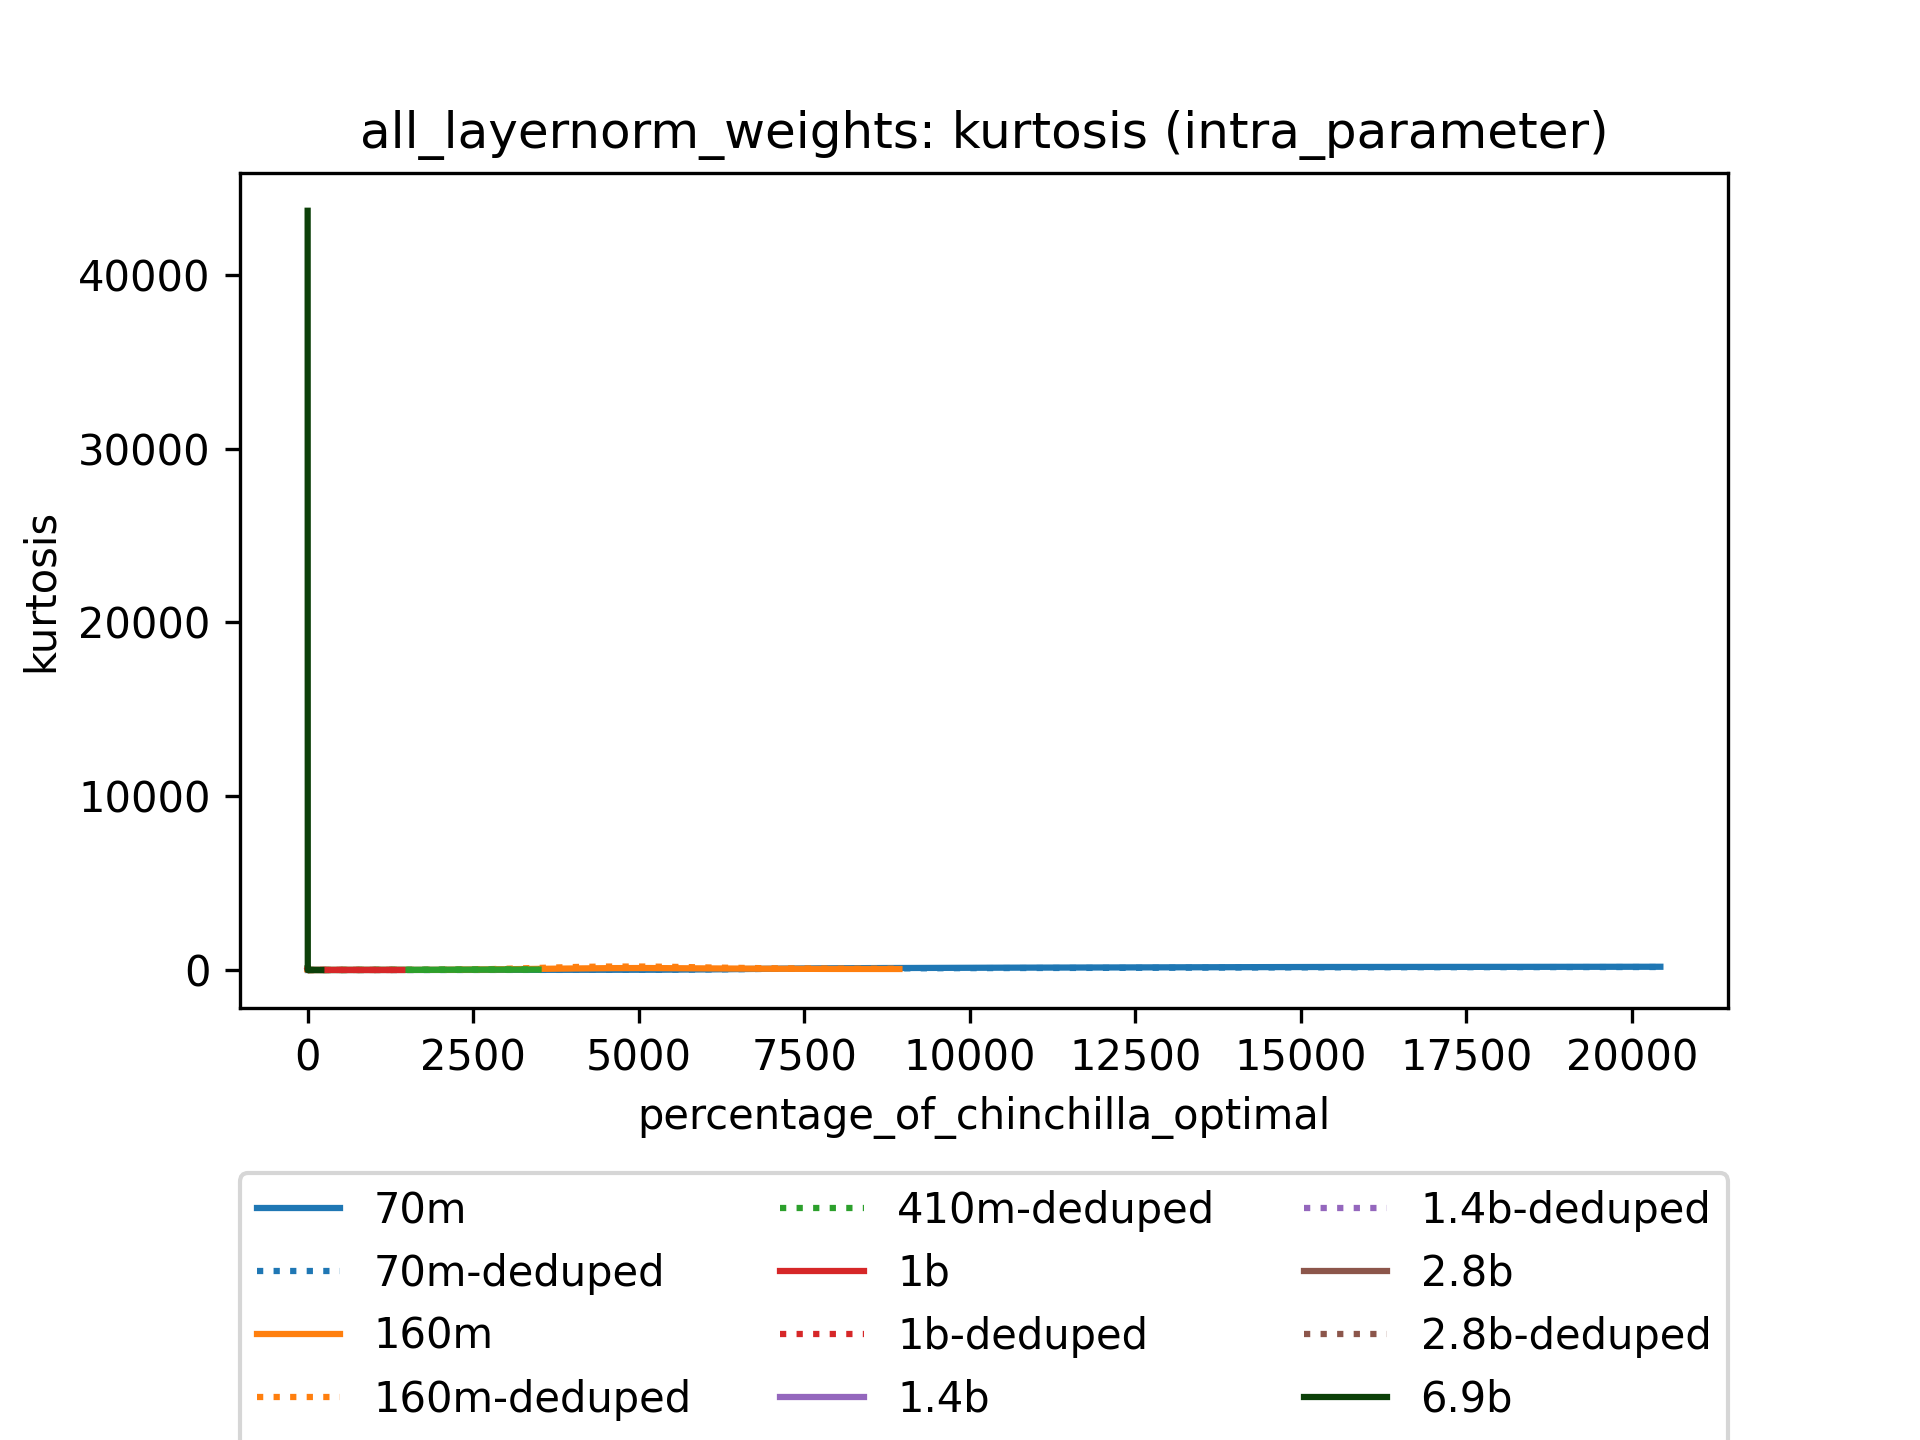 all_layernorm_weights: kurtosis (intra_parameter)
kurtosis
40000
30000
20000
10000
0
0 2500 5000 7500 10000 12500 15000 17500 20000
percentage_of_chinchilla_optimal
70m
70m-deduped
160m
160m-deduped
410m-deduped
1b
1b-deduped
1.4b
1.4b-deduped
2.8b
2.8b-deduped
6.9b